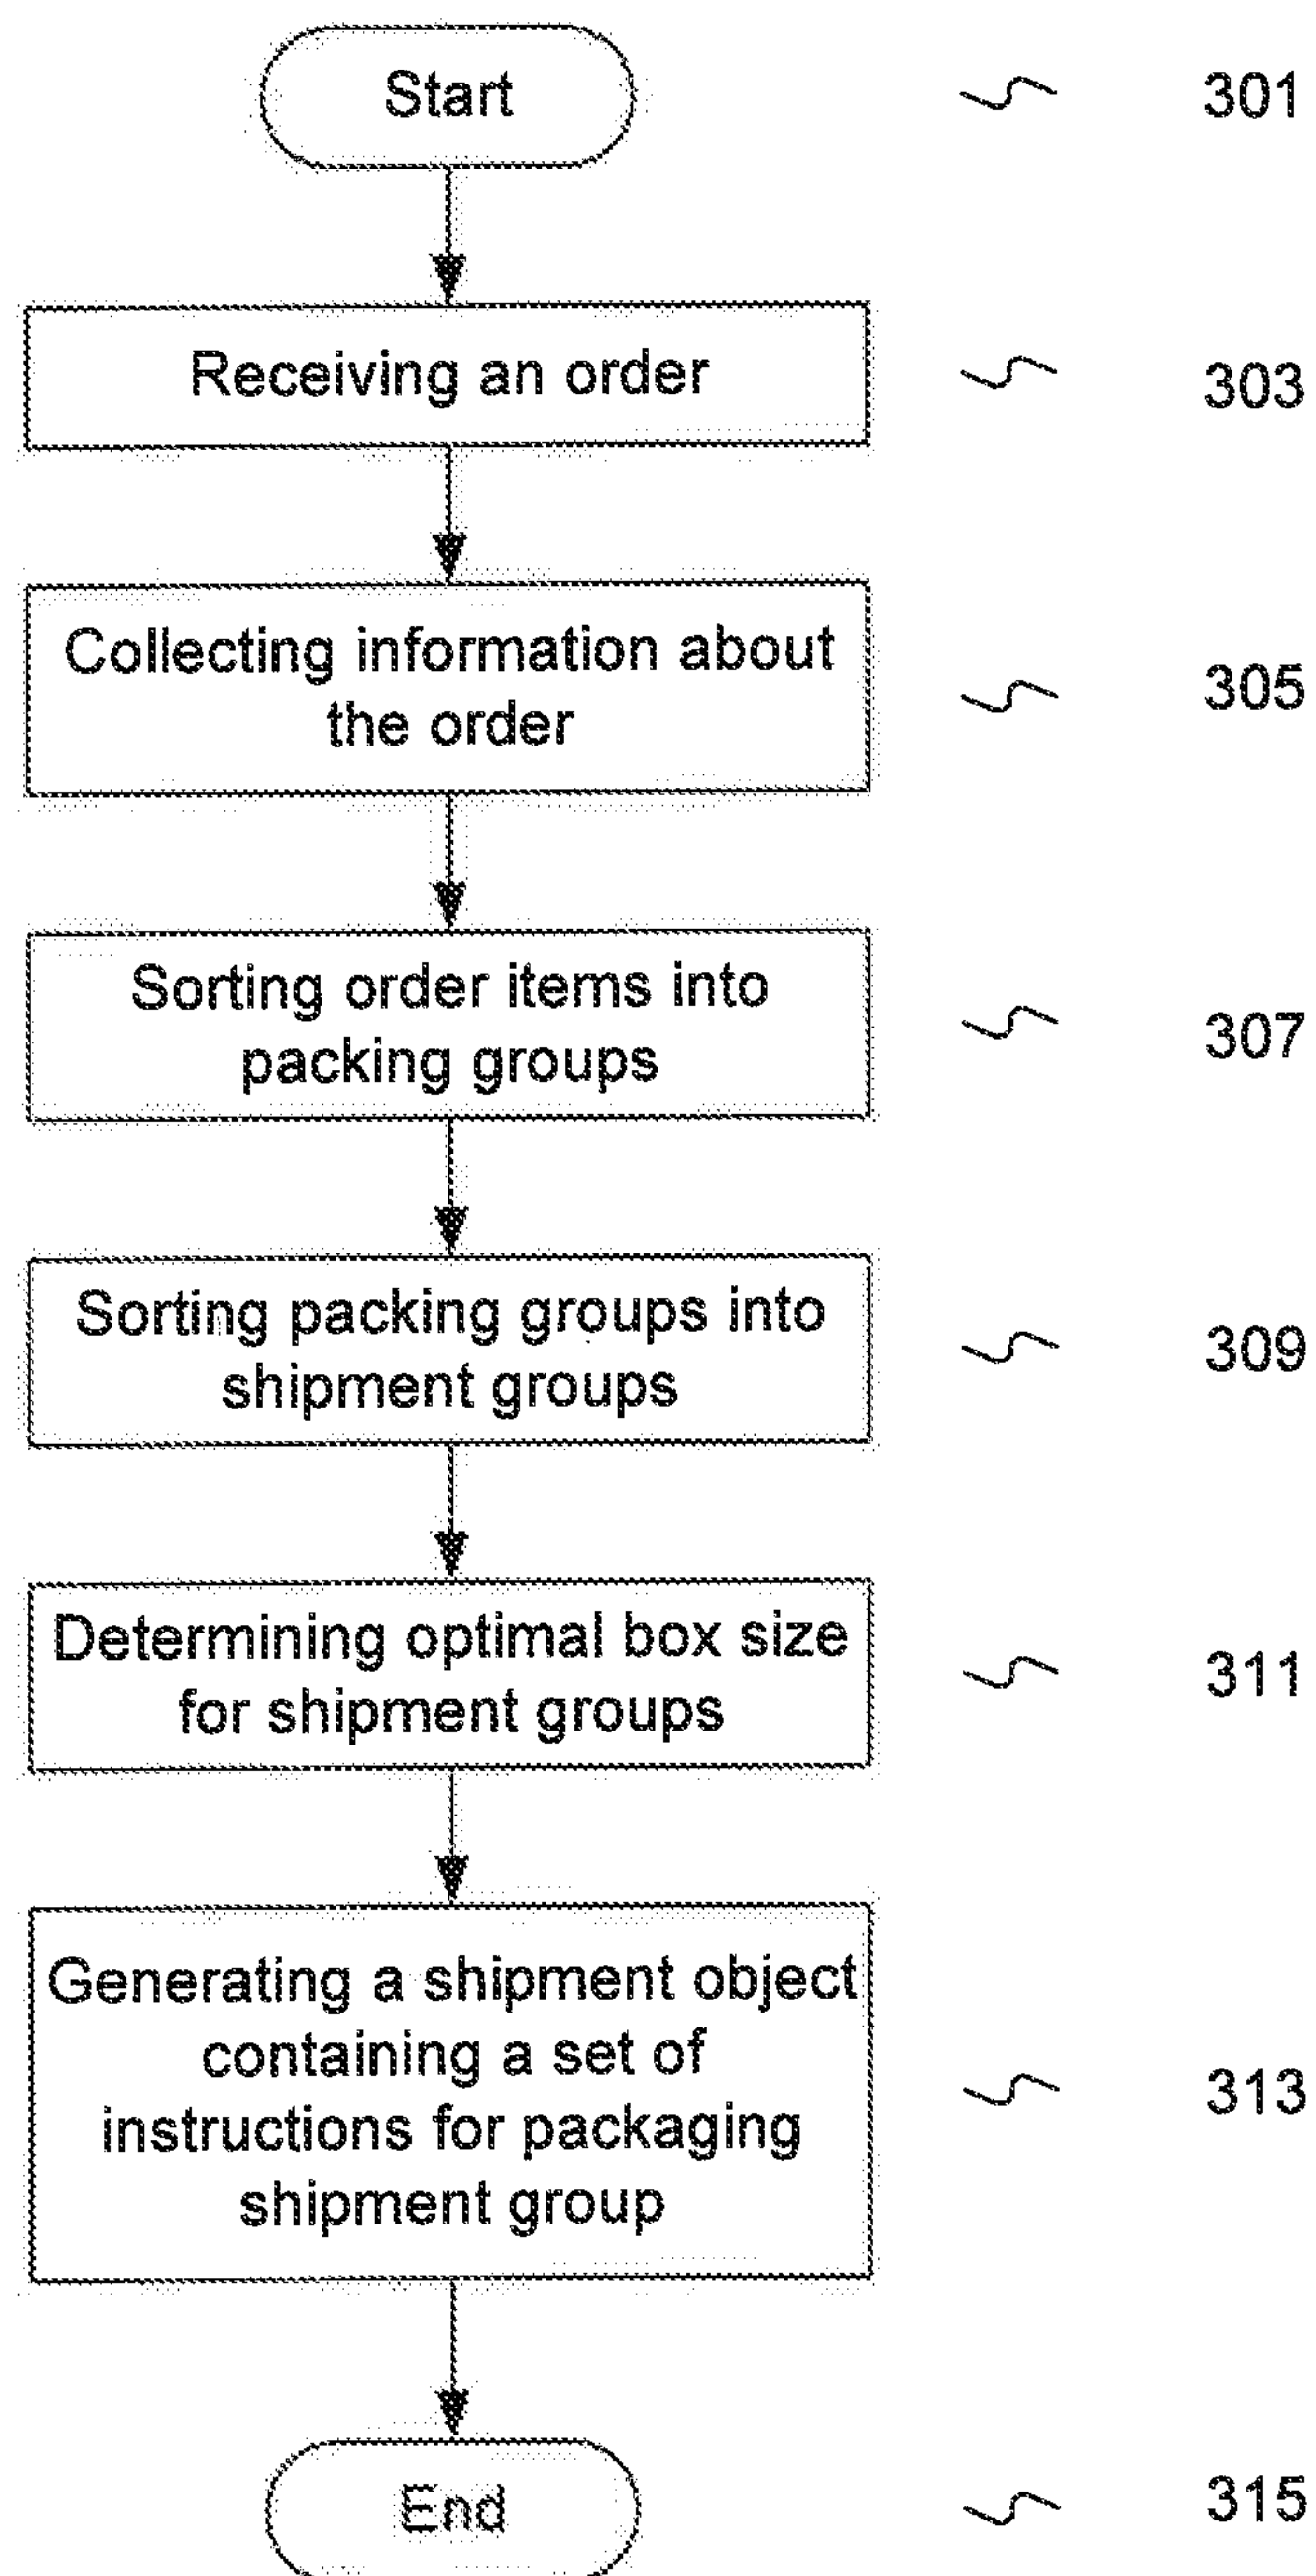 Start
301
Receiving an order
303
Collecting information about
the order
305
Sorting order items into
packing groups
307
Sorting packing groups into
shipment groups
309
Determining optimal box size
for shipment groups
311
Generating a shipment object
containing a set of
instructions for packaging
shipment group
313
End
315